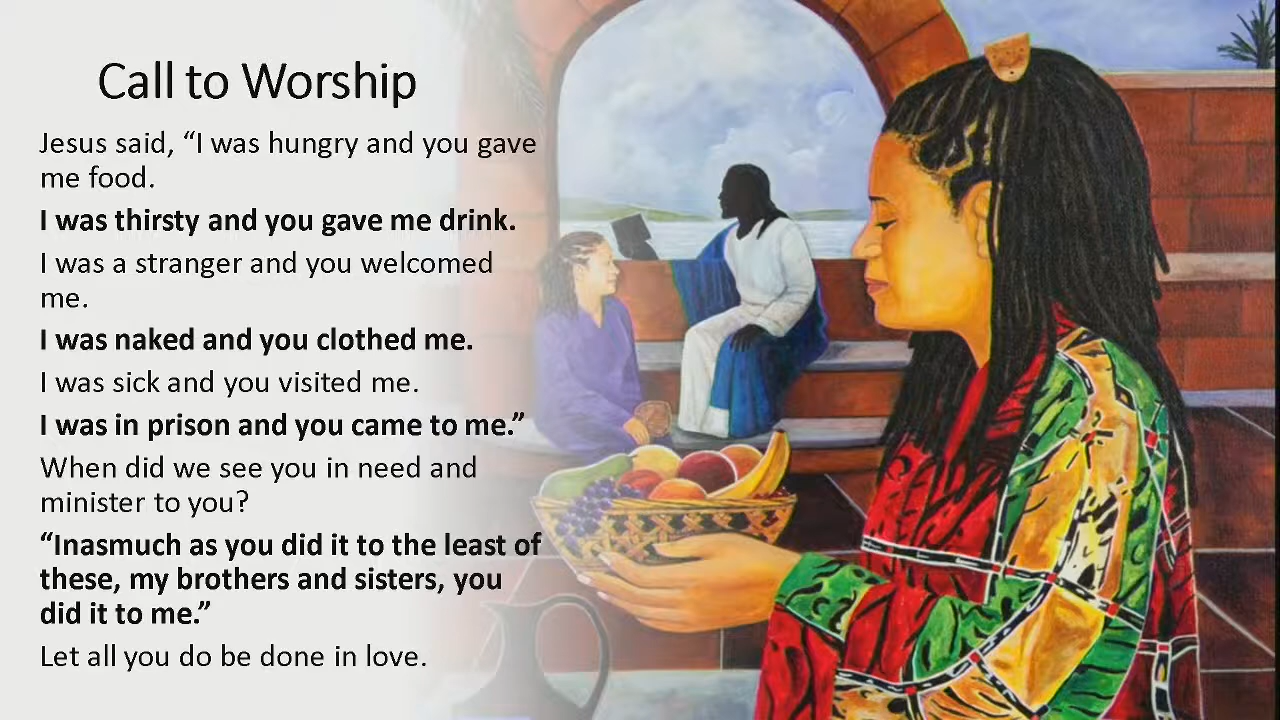 Call to Worship
Jesus said, “I was hungry and you gave
me food.
I was thirsty and you gave me drink.
I was a stranger and you welcomed
me.
I was naked and you clothed me.
I was sick and you visited me.
I was in prison and you came to me.”
When did we see you in need and
minister to you?
“Inasmuch as you did it to the least of
these, my brothers and sisters, you
did it to me.”
Let all you do be done in love.